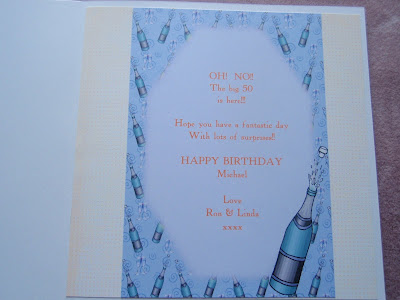 OH! NO!
The big 50
is here!!
Hope you have a fantastic day
With lots of surprises!!
HAPPY BIRTHDAY
Michael
Love
Ron & Linda
xxxx